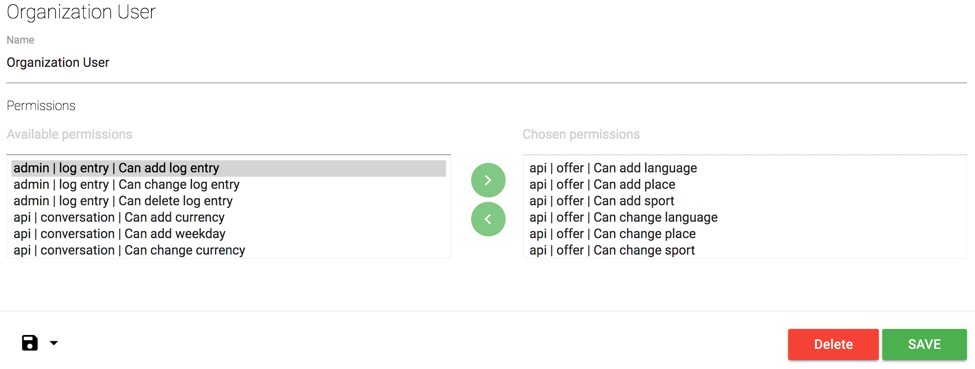 Organization User
Name
Organization User
Permissions
Available permissions
Chosen permissions
admin | log entry | Can add log entry
admin | log entry | Can change log entry
admin | log entry | Can delete log entry
api | conversation | Can add currency
api | conversation | Can add weekday
api | conversation | Can change currency
api | offer | Can add language
api | offer | Can add place
api | offer | Can add sport
api | offer | Can change language
api | offer | Can change place
api | offer | Can change sport
Delete
SAVE